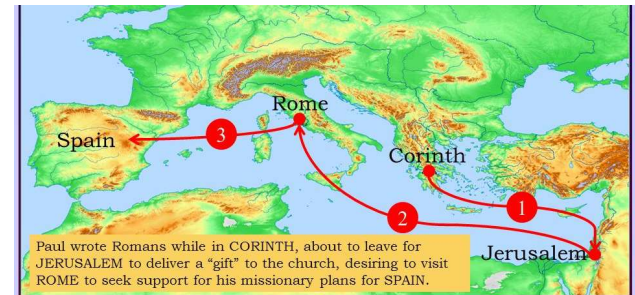 Rome
3
Spain
Corinth
1
2
Jerusalem
Paul wrote Romans while in CORINTH, about to leave for
JERUSALEM to deliver a “gift” to the church, desiring to visit
ROME to seek support for his missionary plans for SPAIN.